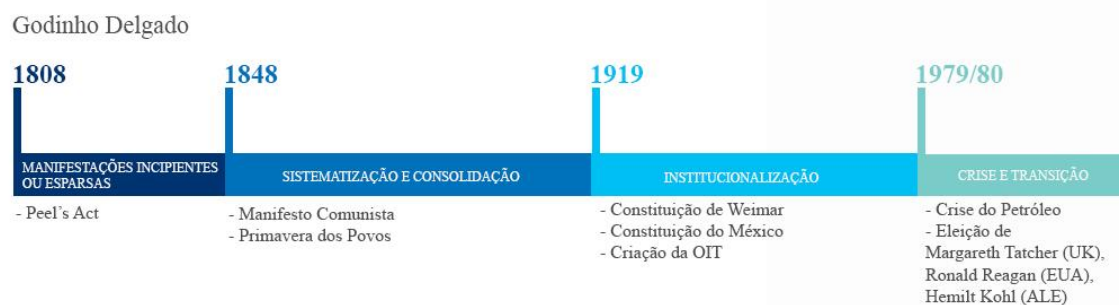 Godinho Delgado
1808
1848
1919
1979/80
MANIFESTAÇÕES INCIPIENTES
OU ESPARSAS
SISTEMATIZAÇÃO E CONSOLIDAÇÃO
INSTITUCIONALIZAÇÃO
CRISE E TRANSIÇÃO
- Peel's Act
- Manifesto Comunista
- Primavera dos Povos
- Constituição de Weimar
- Constituição do México
- Criação da OIT
- Crise do Petróleo
- Eleição de
Margareth Tatcher (UK),
Ronald Reagan (EUA),
Hemilt Kohl (ALE)